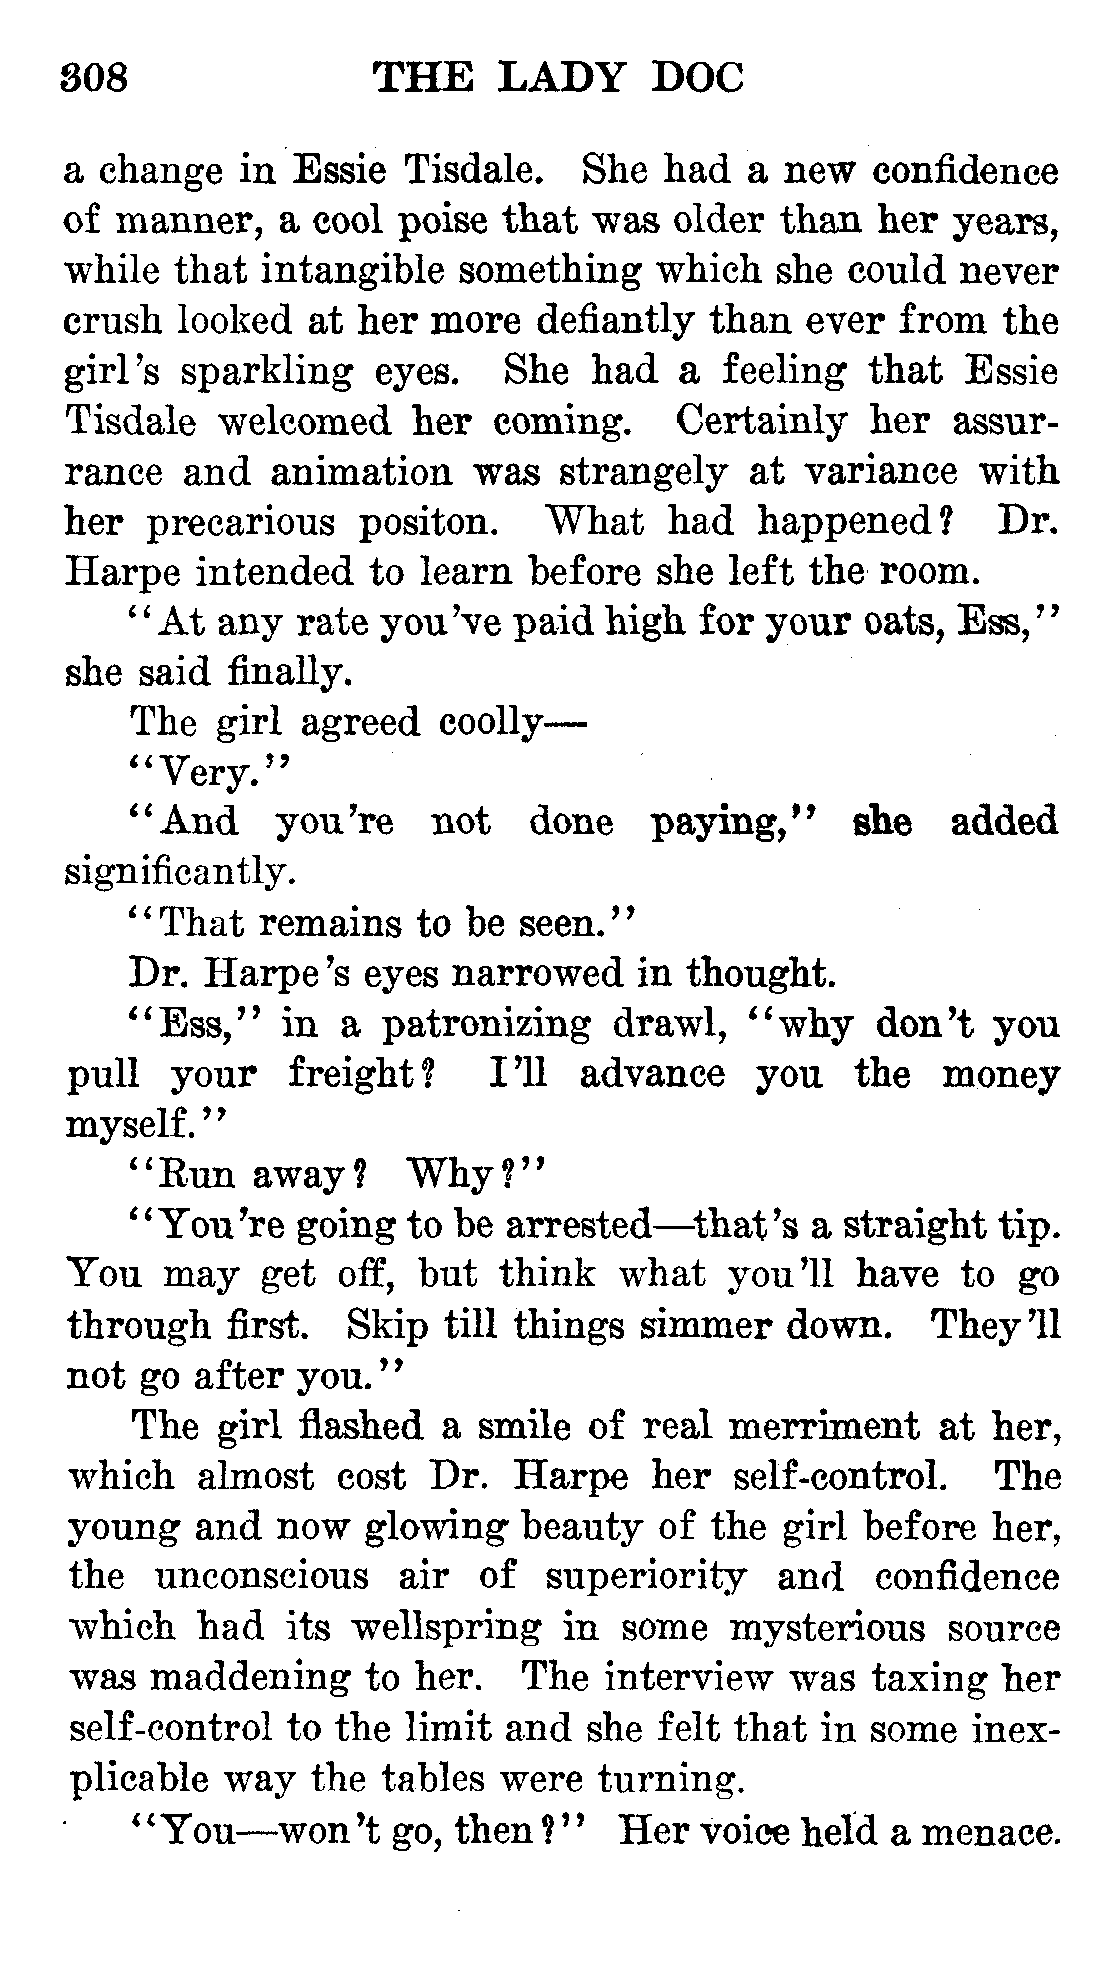 308 THE LADY DOC
a change in Essie Tisdale. She had a new confidence
of manner, a cool poise that was older than her years,
while that intangible something which she could never
crush looked at her more defiantly than ever from the
girl's sparkling eyes. She had a feeling that Essie
Tisdale welcomed her coming. Certainly her assur-
rance and animation was strangely at variance with
her precarious positon. What had happened? Dr.
Harpe intended to learn before she left the room.
"At any rate you've paid high for your oats, Ess,"
she said finally.
The girl agreed coolly—
"Very."
"And you're not done paying," she added
significantly.
"That remains to be seen."
Dr. Harpe's eyes narrowed in thought.
"Ess," in a patronizing drawl, "why don't you
pull your freight? I'll advance you the money
myself."
"Run away? Why?"
"You're going to be arrested—that's a straight tip.
You may get off, but think what you'll have to go
through first. Skip till things simmer down. They'll
not go after you."
The girl flashed a smile of real merriment at her,
which almost cost Dr. Harpe her self-control. The
young and now glowing beauty of the girl before her,
the unconscious air of superiority and confidence
which had its wellspring in some mysterious source
was maddening to her. The interview was taxing her
self-control to the limit and she felt that in some inex-
plicable way the tables were turning.
"You—won't go, then?" Her voice held a menace.